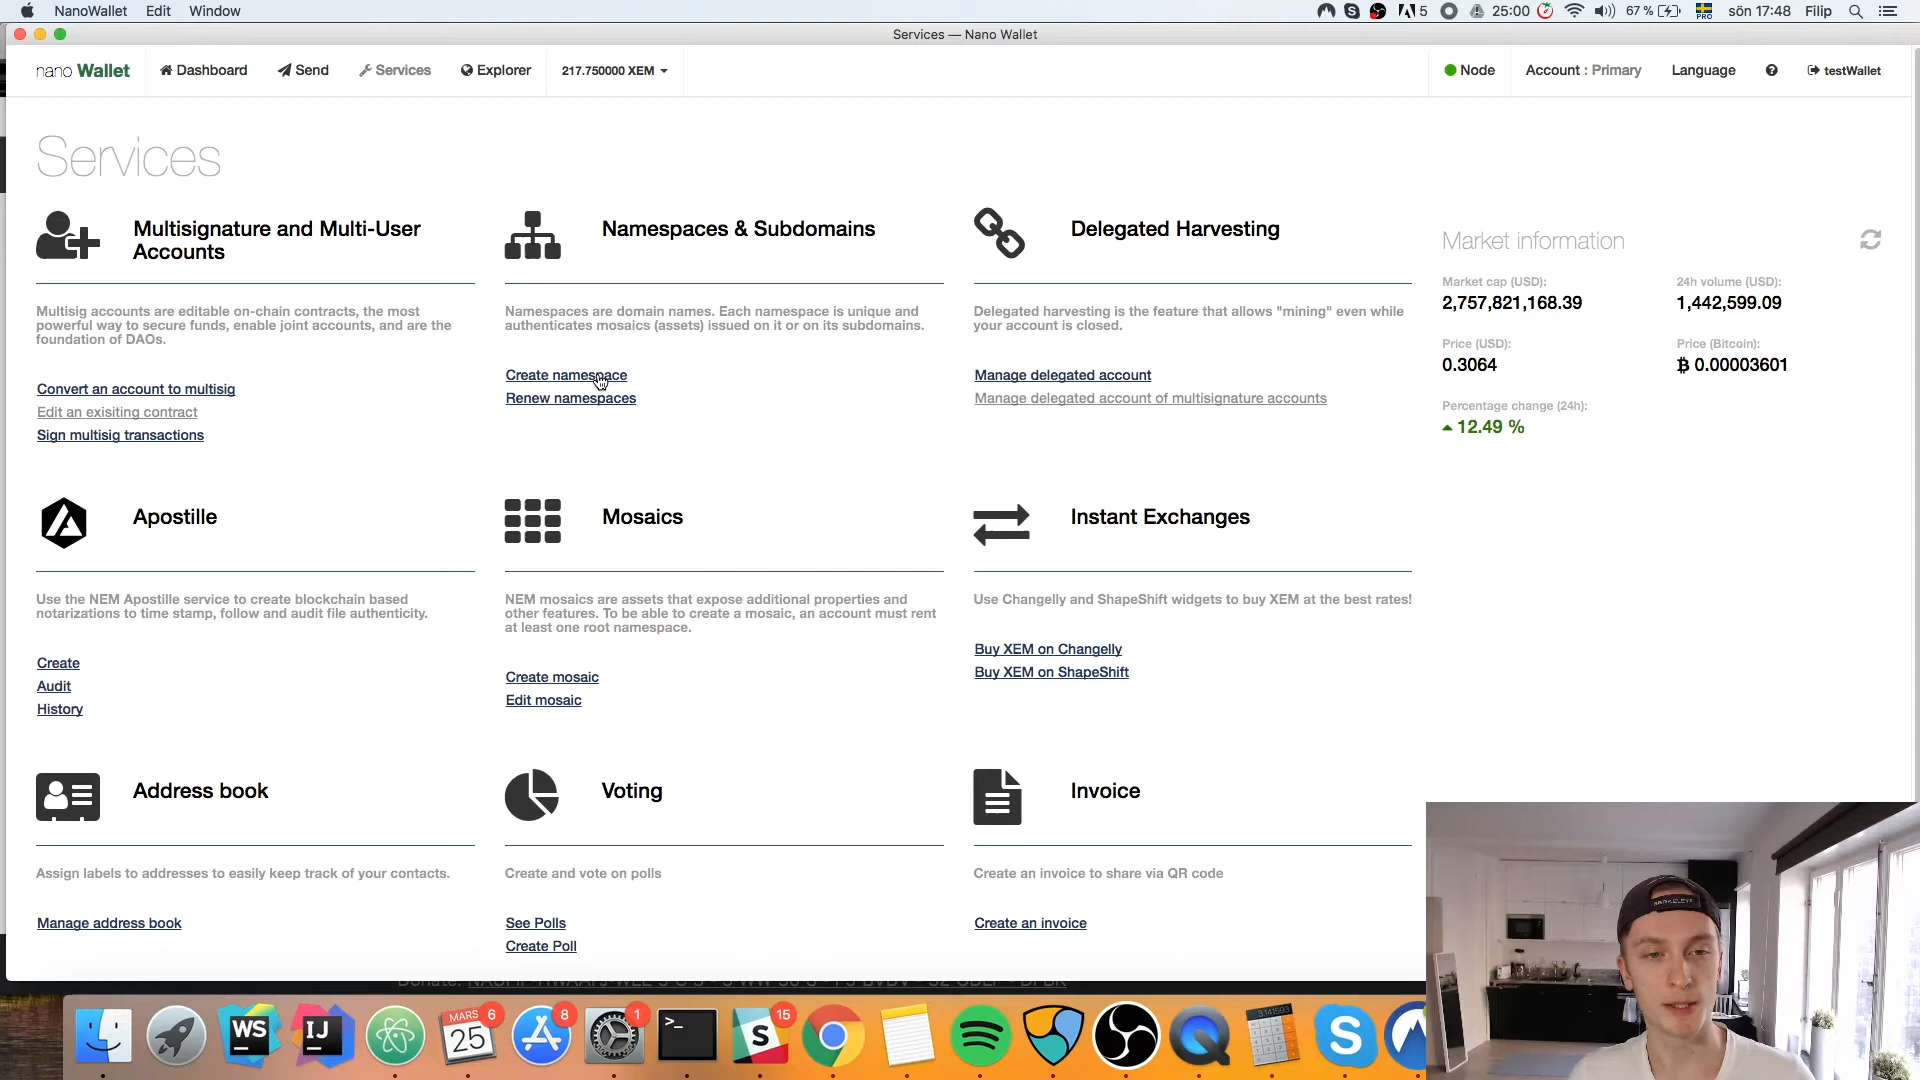 NanoWallet Edit Window
5 25:00 67 % PRO sön 17:48 Filip
Services — Nano Wallet
nano Wallet Dashboard Send Services Explorer 217.750000 XEM Node Account : Primary Language testWallet
Services
Multisignature and Multi-User
Accounts
Multisig accounts are editable on-chain contracts, the most
powerful way to secure funds, enable joint accounts, and are the
foundation of DAOs.
Convert an account to multisig
Edit an exisiting contract
Sign multisig transactions
Namespaces & Subdomains
Namespaces are domain names. Each namespace is unique and
authenticates mosaics (assets) issued on it or on its subdomains.
Create namespace
Renew namespaces
Delegated Harvesting
Delegated harvesting is the feature that allows "mining" even while
your account is closed.
Manage delegated account
Manage delegated account of multisignature accounts
Market information
Market cap (USD):
2,757,821,168.39
24h volume (USD):
1,442,599.09
Price (USD):
0.3064
Price (Bitcoin):
₿ 0.00003601
Percentage change (24h):
12.49 %
Apostille
Use the NEM Apostille service to create blockchain based
notarizations to time stamp, follow and audit file authenticity.
Create
Audit
History
Mosaics
NEM mosaics are assets that expose additional properties and
other features. To be able to create a mosaic, an account must rent
at least one root namespace.
Create mosaic
Edit mosaic
Instant Exchanges
Use Changelly and ShapeShift widgets to buy XEM at the best rates!
Buy XEM on Changelly
Buy XEM on ShapeShift
Address book
Assign labels to addresses to easily keep track of your contacts.
Manage address book
Voting
Create and vote on polls
See Polls
Create Poll
Invoice
Create an invoice to share via QR code
Create an invoice
Donate:
WS IJ MARS 25 6 8 1 >_ S 15 3.141593 S